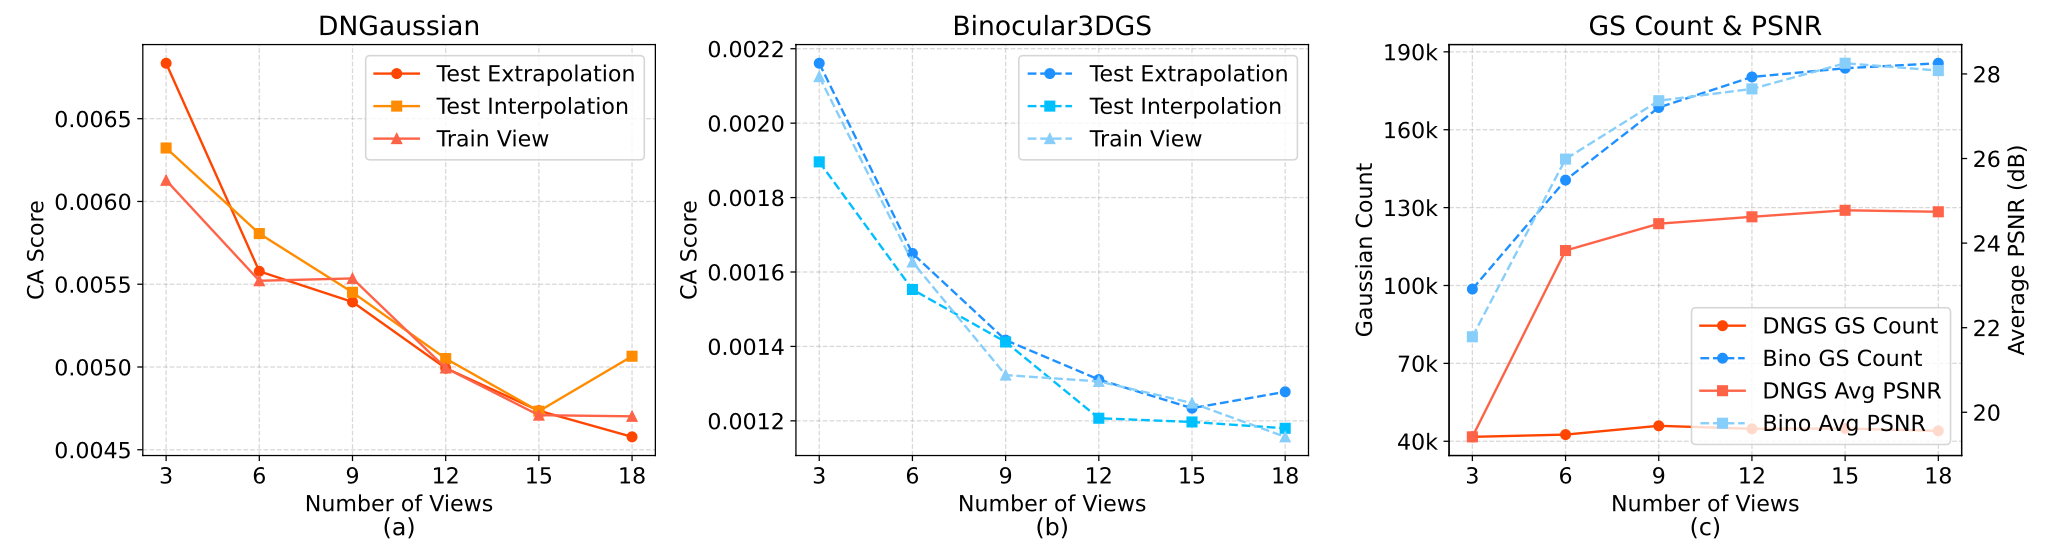 DNGaussian
CA Score
0.0065
0.0060
0.0055
0.0050
0.0045
Test Extrapolation
Test Interpolation
Train View
3 6 9 12 15 18
Number of Views
(a)
Binocular3DGS
CA Score
0.0022
0.0020
0.0018
0.0016
0.0014
0.0012
Test Extrapolation
Test Interpolation
Train View
3 6 9 12 15 18
Number of Views
(b)
GS Count & PSNR
Gaussian Count
190k
160k
130k
100k
70k
40k
DNGS GS Count
Bino GS Count
DNGS Avg PSNR
Bino Avg PSNR
28
26
24
22
20
Average PSNR (dB)
3 6 9 12 15 18
Number of Views
(c)